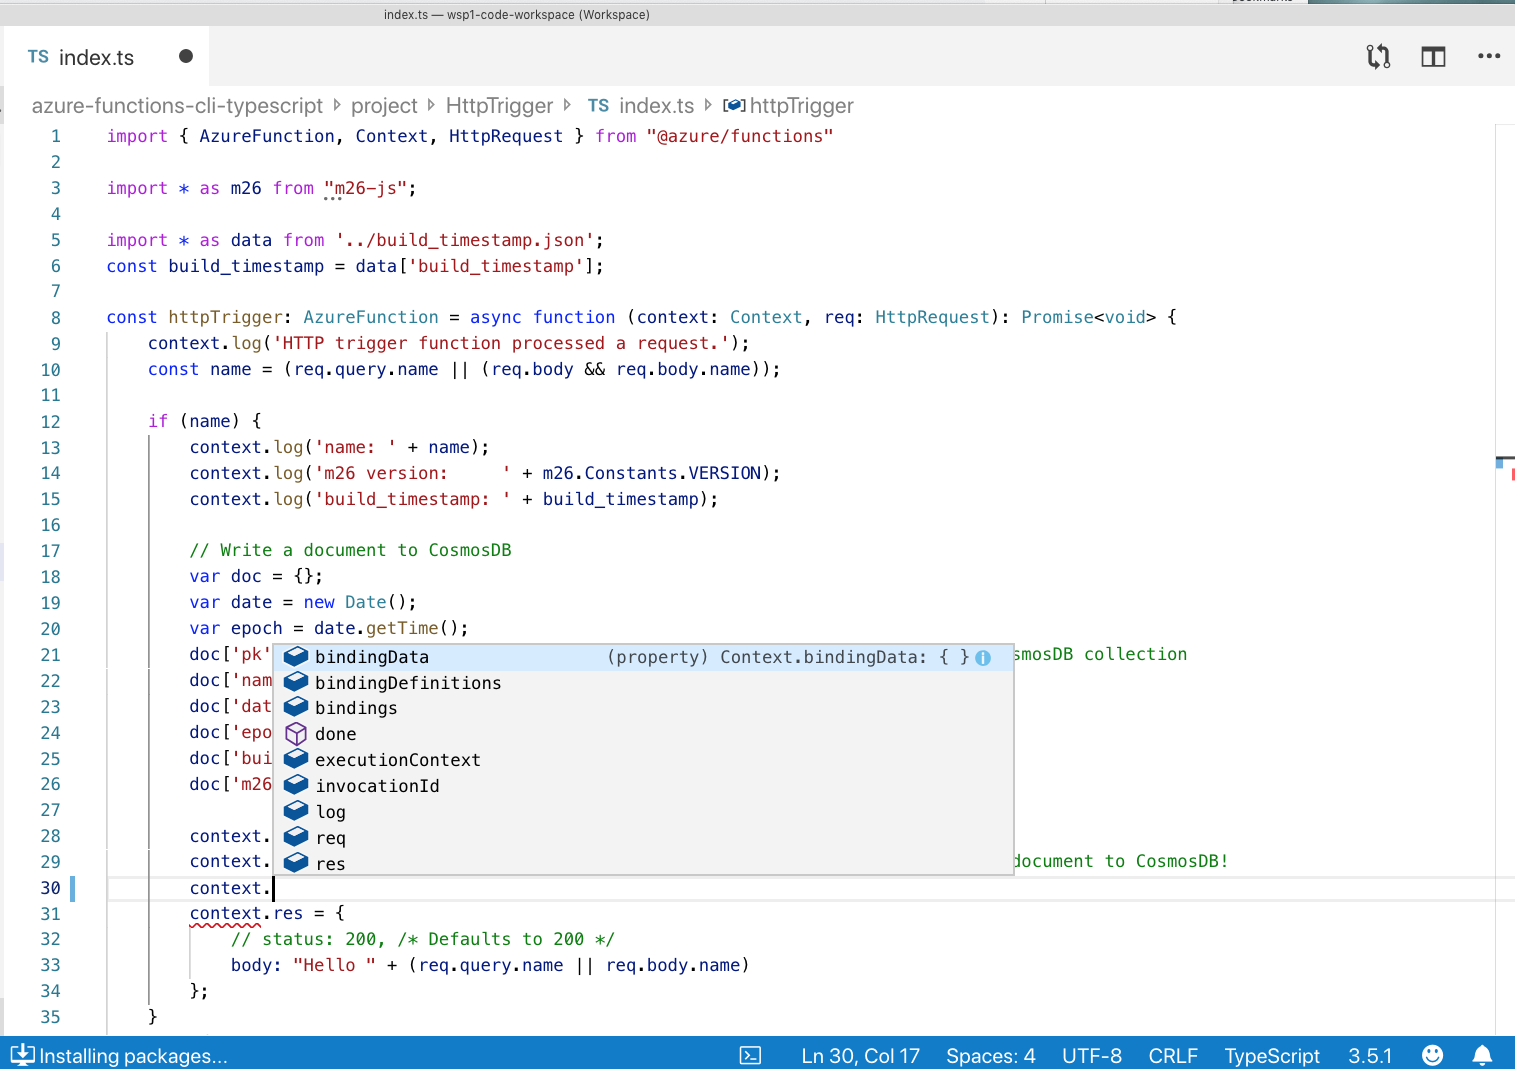 index.ts — wsp1-code-workspace (Workspace)
TS index.ts
azure-functions-cli-typescript project HttpTrigger TS index.ts httpTrigger
1 import { AzureFunction, Context, HttpRequest } from "@azure/functions"
2
3 import * as m26 from "m26-js";
4
5 import * as data from '../build_timestamp.json';
6 const build_timestamp = data['build_timestamp'];
7
8 const httpTrigger: AzureFunction = async function (context: Context, req: HttpRequest): Promise<void> {
9 context.log('HTTP trigger function processed a request.');
10 const name = (req.query.name || (req.body && req.body.name));
11
12 if (name) {
13 context.log('name: ' + name);
14 context.log('m26 version:     ' + m26.Constants.VERSION);
15 context.log('build_timestamp: ' + build_timestamp);
16
17 // Write a document to CosmosDB
18 var doc = {};
19 var date = new Date();
20 var epoch = date.getTime();
21 doc['pk' smosDB collection
bindingData (property) Context.bindingData: { }
22 doc['nam
bindingDefinitions
23 doc['dat
bindings
24 doc['epo
done
25 doc['bui
executionContext
26 doc['m26
invocationId
27
log
28 context.
req
29 context. document to CosmosDB!
res
30 context.
31 context.res = {
32 // status: 200, /* Defaults to 200 */
33 body: "Hello " + (req.query.name || req.body.name)
34 };
35 }
Installing packages... Ln 30, Col 17 Spaces: 4 UTF-8 CRLF TypeScript 3.5.1